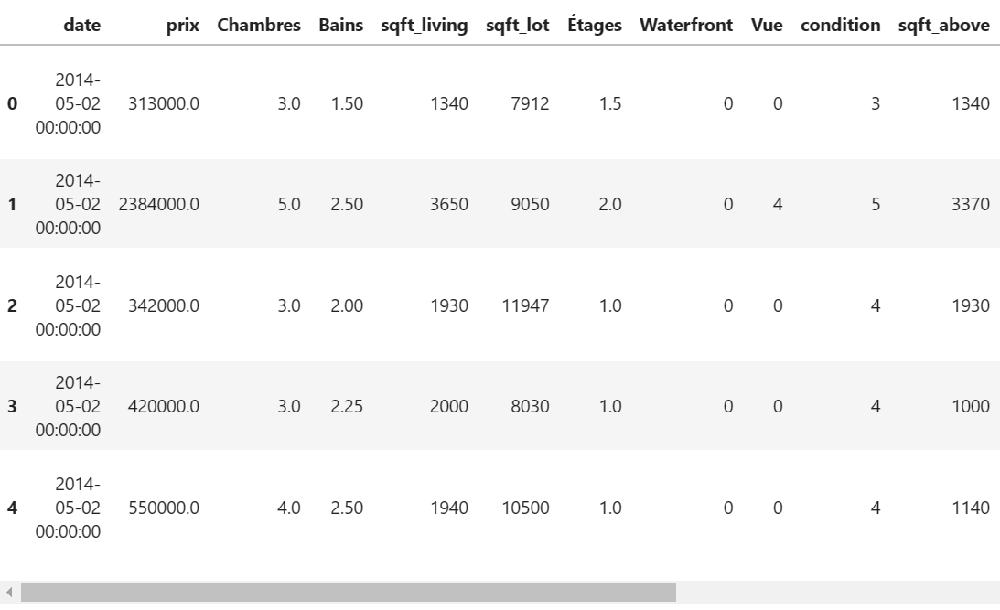 date prix Chambres Bains sqft_living sqft_lot Étages Waterfront Vue condition sqft_above
2014-
0 05-02 313000.0 3.0 1.50 1340 7912 1.5 0 0 3 1340
00:00:00
2014-
1 05-02 2384000.0 5.0 2.50 3650 9050 2.0 0 4 5 3370
00:00:00
2014-
2 05-02 342000.0 3.0 2.00 1930 11947 1.0 0 0 4 1930
00:00:00
2014-
3 05-02 420000.0 3.0 2.25 2000 8030 1.0 0 0 4 1000
00:00:00
2014-
4 05-02 550000.0 4.0 2.50 1940 10500 1.0 0 0 4 1140
00:00:00